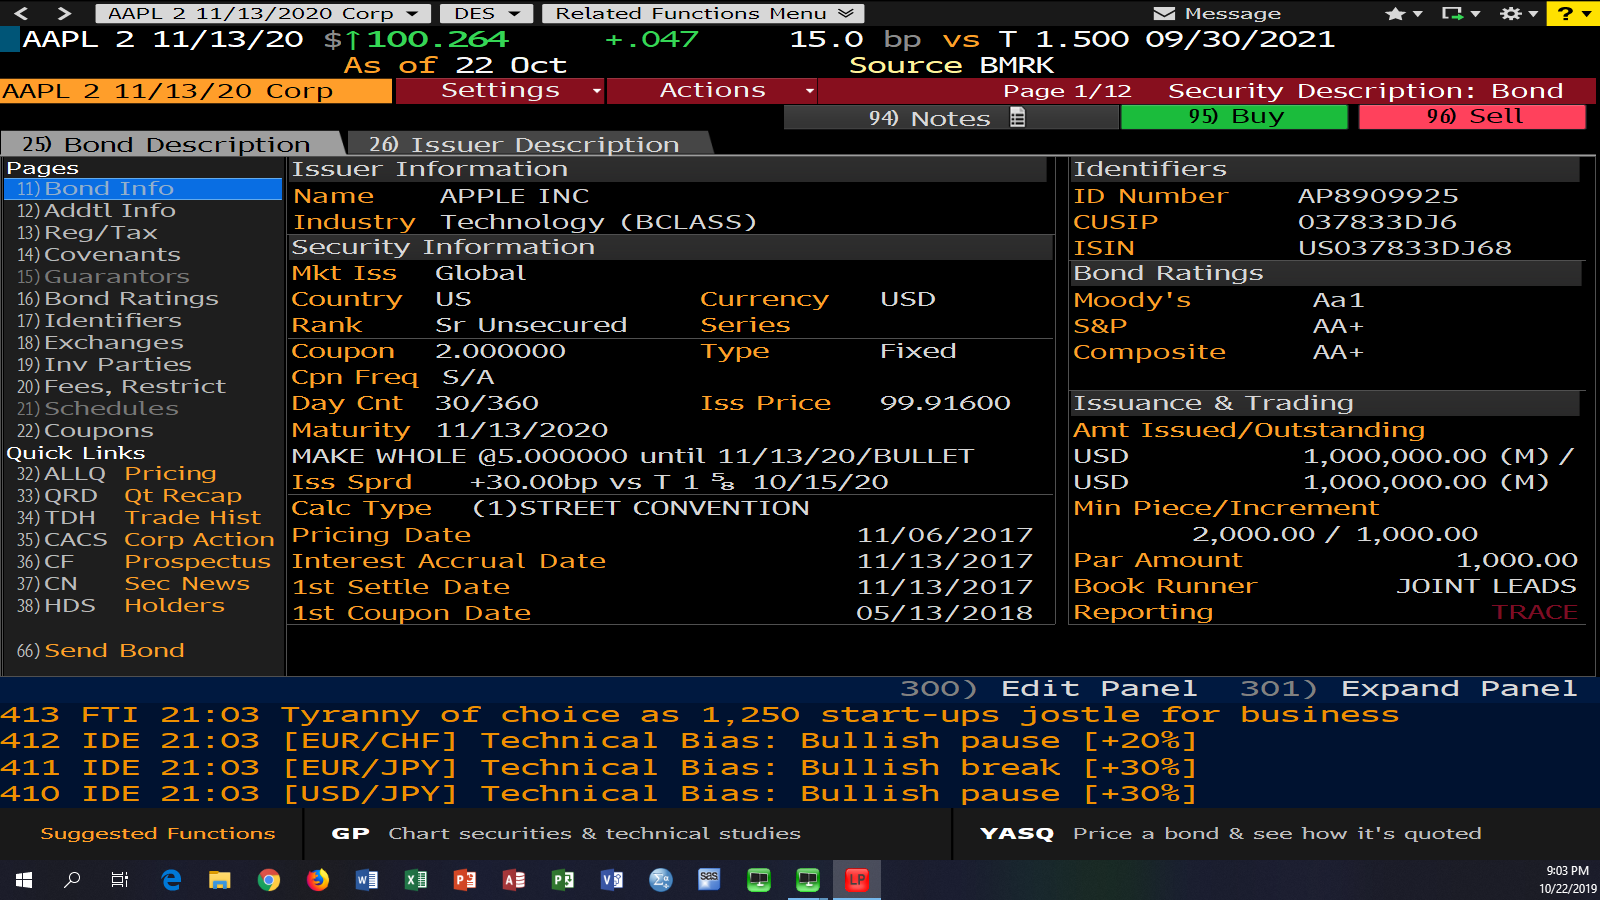 AAPL 2 11/13/2020 Corp DES Related Functions Menu Message ?
AAPL 2 11/13/20 $↑100.264 +.047 15.0 bp vs T 1.500 09/30/2021
As of 22 Oct Source BMRK
AAPL 2 11/13/20 Corp Settings Actions Page 1/12 Security Description: Bond
94) Notes 95) Buy 96) Sell
25) Bond Description 26) Issuer Description
Pages
11) Bond Info
12) Addtl Info
13) Reg/Tax
14) Covenants
15) Guarantors
16) Bond Ratings
17) Identifiers
18) Exchanges
19) Inv Parties
20) Fees, Restrict
21) Schedules
22) Coupons
Quick Links
32) ALLQ Pricing
33) QRD Qt Recap
34) TDH Trade Hist
35) CACS Corp Action
36) CF Prospectus
37) CN Sec News
38) HDS Holders
66) Send Bond
Issuer Information
Name APPLE INC
Industry Technology (BCLASS)
Security Information
Mkt Iss Global
Country US Currency USD
Rank Sr Unsecured Series
Coupon 2.000000 Type Fixed
Cpn Freq S/A
Day Cnt 30/360 Iss Price 99.91600
Maturity 11/13/2020
MAKE WHOLE @5.000000 until 11/13/20/BULLET
Iss Sprd +30.00bp vs T 1 ⅝ 10/15/20
Calc Type (1)STREET CONVENTION
Pricing Date 11/06/2017
Interest Accrual Date 11/13/2017
1st Settle Date 11/13/2017
1st Coupon Date 05/13/2018
Identifiers
ID Number AP8909925
CUSIP 037833DJ6
ISIN US037833DJ68
Bond Ratings
Moody's Aa1
S&P AA+
Composite AA+
Issuance & Trading
Amt Issued/Outstanding
USD 1,000,000.00 (M) /
USD 1,000,000.00 (M)
Min Piece/Increment
2,000.00 / 1,000.00
Par Amount 1,000.00
Book Runner JOINT LEADS
Reporting TRACE
300) Edit Panel 301) Expand Panel
413 FTI 21:03 Tyranny of choice as 1,250 start-ups jostle for business
412 IDE 21:03 [EUR/CHF] Technical Bias: Bullish pause [+20%]
411 IDE 21:03 [EUR/JPY] Technical Bias: Bullish break [+30%]
410 IDE 21:03 [USD/JPY] Technical Bias: Bullish pause [+30%]
Suggested Functions GP Chart securities & technical studies YASQ Price a bond & see how it's quoted
sas LP
9:03 PM
10/22/2019